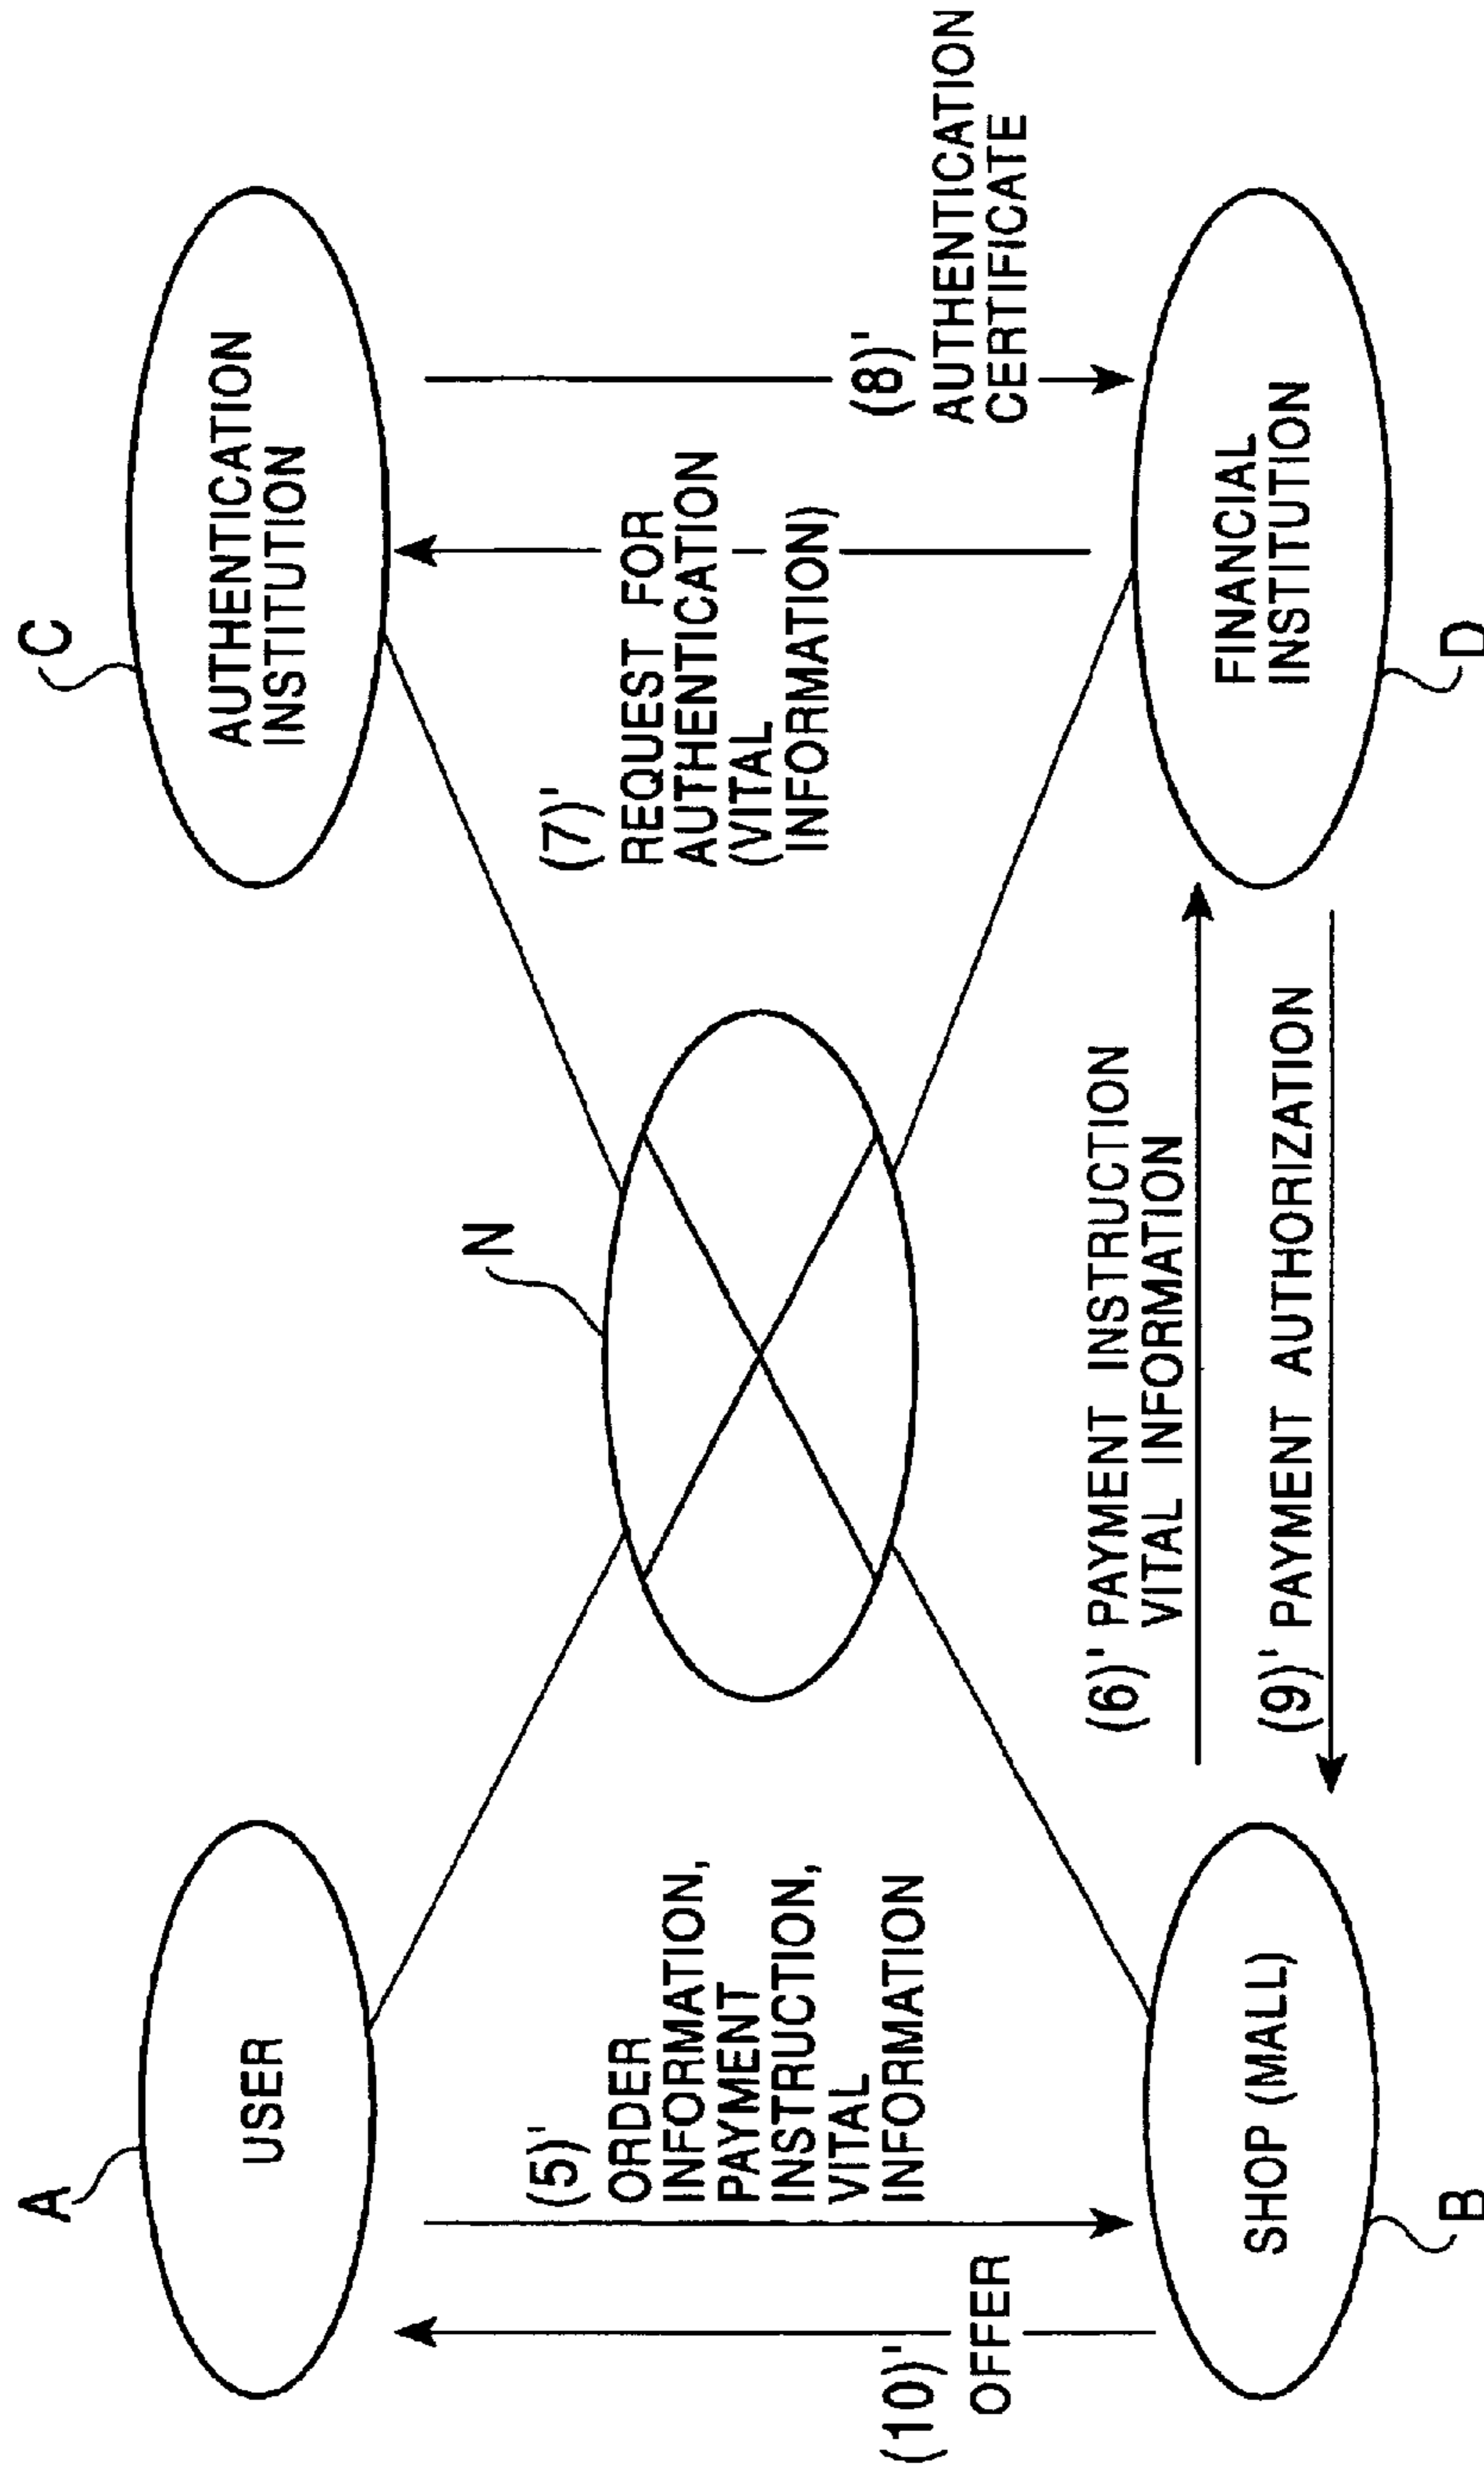 A
USER
C
AUTHENTICATION
INSTITUTION
N
(5)'
ORDER
INFORMATION,
PAYMENT
INSTRUCTION,
VITAL
INFORMATION
(10)'
OFFER
(7)'
REQUEST FOR
AUTHENTICATION
(VITAL
INFORMATION)
(8)'
AUTHENTICATION
CERTIFICATE
(6)' PAYMENT INSTRUCTION
VITAL INFORMATION
(9)' PAYMENT AUTHORIZATION
SHOP (MALL)
B
FINANCIAL
INSTITUTION
D